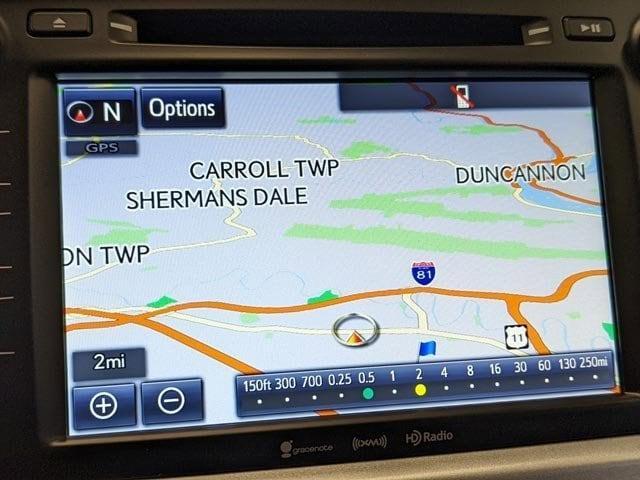 N
Options
GPS
CARROLL TWP
DUNCANNON
SHERMANS DALE
ON TWP
81
11
2mi
150ft 300 700 0.25 0.5 1 2 4 8 16 30 60 130 250mi
gracenote ((XM)) HD Radio